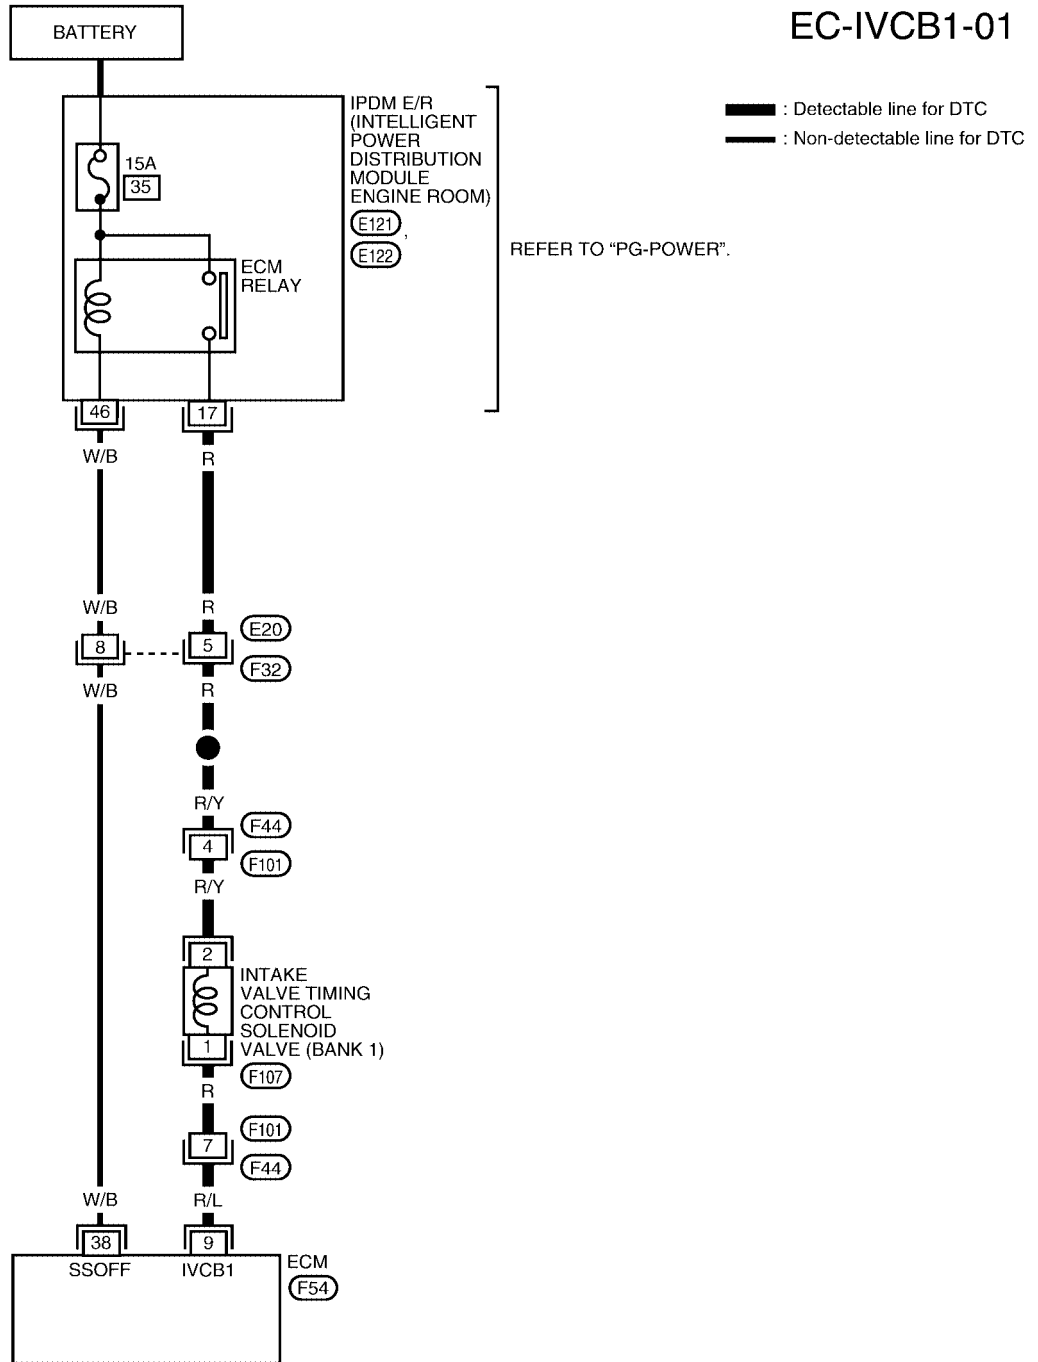 BATTERY
EC-IVCB1-01
: Detectable line for DTC
: Non-detectable line for DTC
IPDM E/R
(INTELLIGENT
POWER
DISTRIBUTION
MODULE
ENGINE ROOM)
E121 ,
E122
REFER TO “PG-POWER”.
15A
35
ECM
RELAY
46
17
W/B
R
W/B
R
E20
8
5
F32
W/B
R
R/Y
F44
4
F101
R/Y
2
INTAKE
VALVE TIMING
CONTROL
SOLENOID
VALVE (BANK 1)
1
F107
R
F101
7
F44
W/B
R/L
38
9
SSOFF
IVCB1
ECM
F54